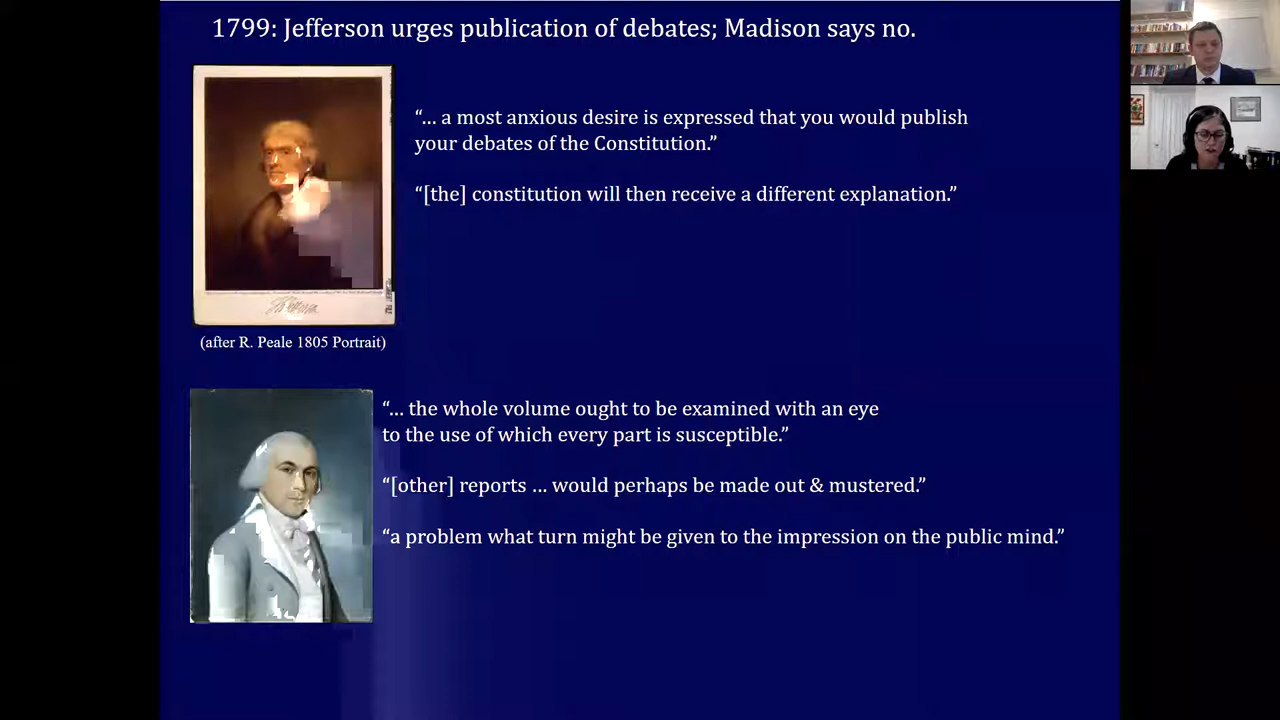 1799: Jefferson urges publication of debates; Madison says no.
“... a most anxious desire is expressed that you would publish
your debates of the Constitution.”
“[the] constitution will then receive a different explanation.”
(after R. Peale 1805 Portrait)
“... the whole volume ought to be examined with an eye
to the use of which every part is susceptible.”
“[other] reports ... would perhaps be made out & mustered.”
“a problem what turn might be given to the impression on the public mind.”